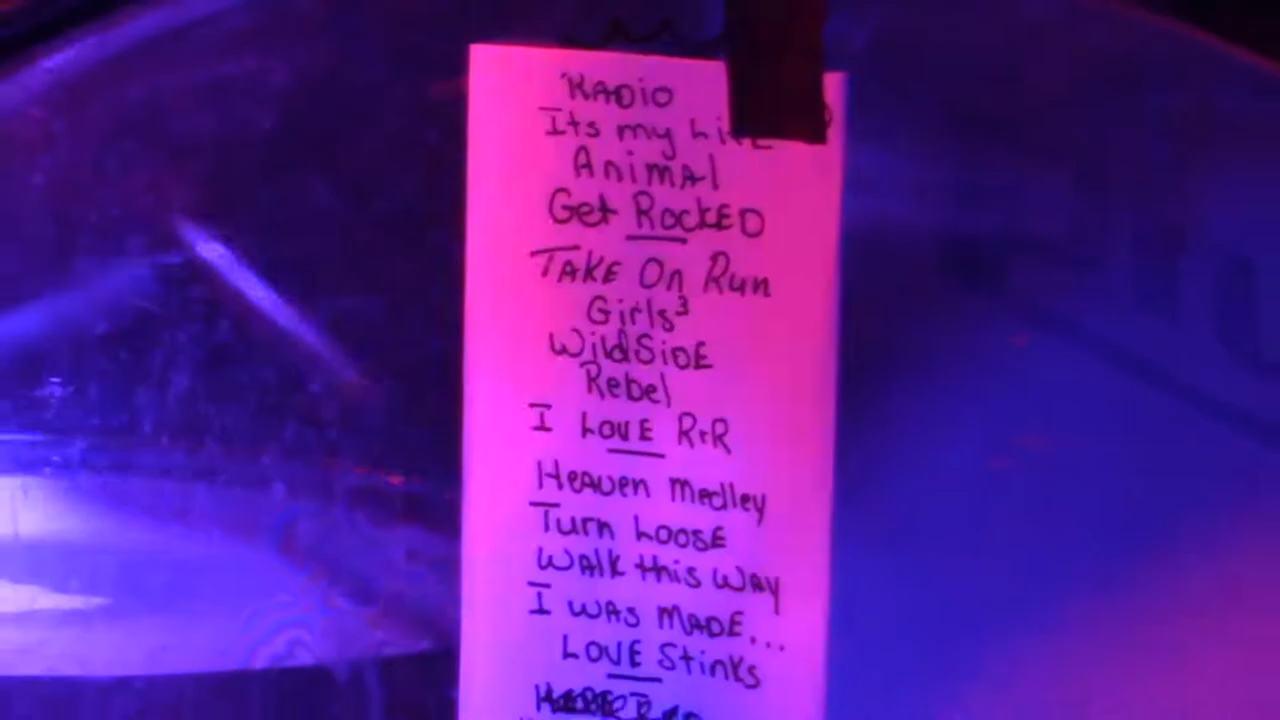 RADiO
Its my LiFE
AnimAl
Get RockED
TAKE On Run
Girls³
WildSiDE
Rebel
I LOVE R+R
HeAven medley
Turn LOOSE
WAlk this WAy
I WAS MADE...
LOVE Stinks